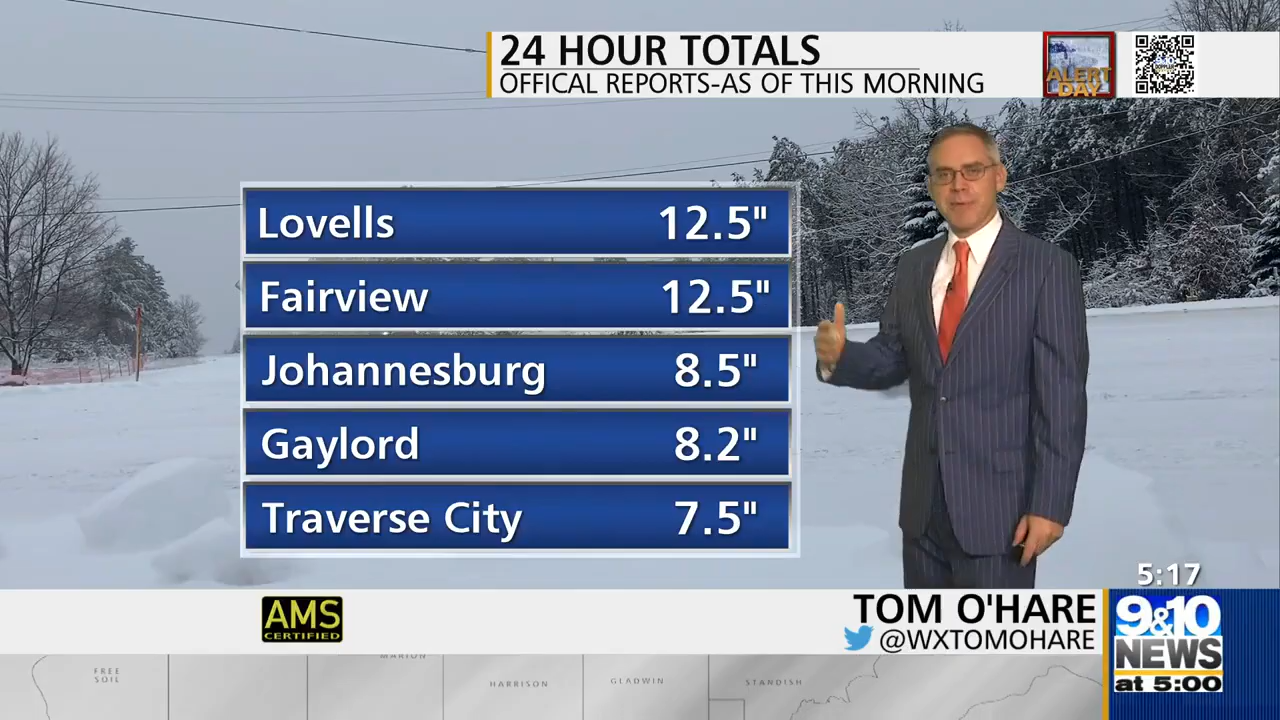 24 HOUR TOTALS
OFFICAL REPORTS-AS OF THIS MORNING
ALERT
DAY
Lovells 12.5"
Fairview 12.5"
Johannesburg 8.5"
Gaylord 8.2"
Traverse City 7.5"
5:17
AMS
CERTIFIED
TOM O'HARE
@WXTOMOHARE
9&10
NEWS
at 5:00
MARION
FREE
SOIL
HARRISON
GLADWIN
STANDISH